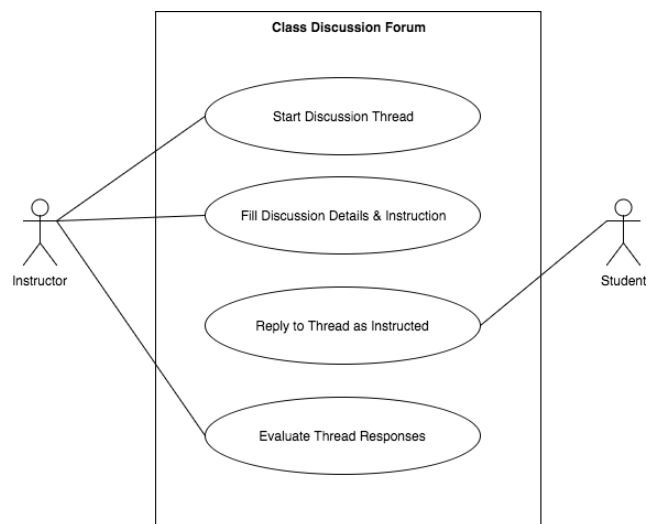 Class Discussion Forum
Start Discussion Thread
Fill Discussion Details & Instruction
Instructor
Student
Reply to Thread as Instructed
Evaluate Thread Responses